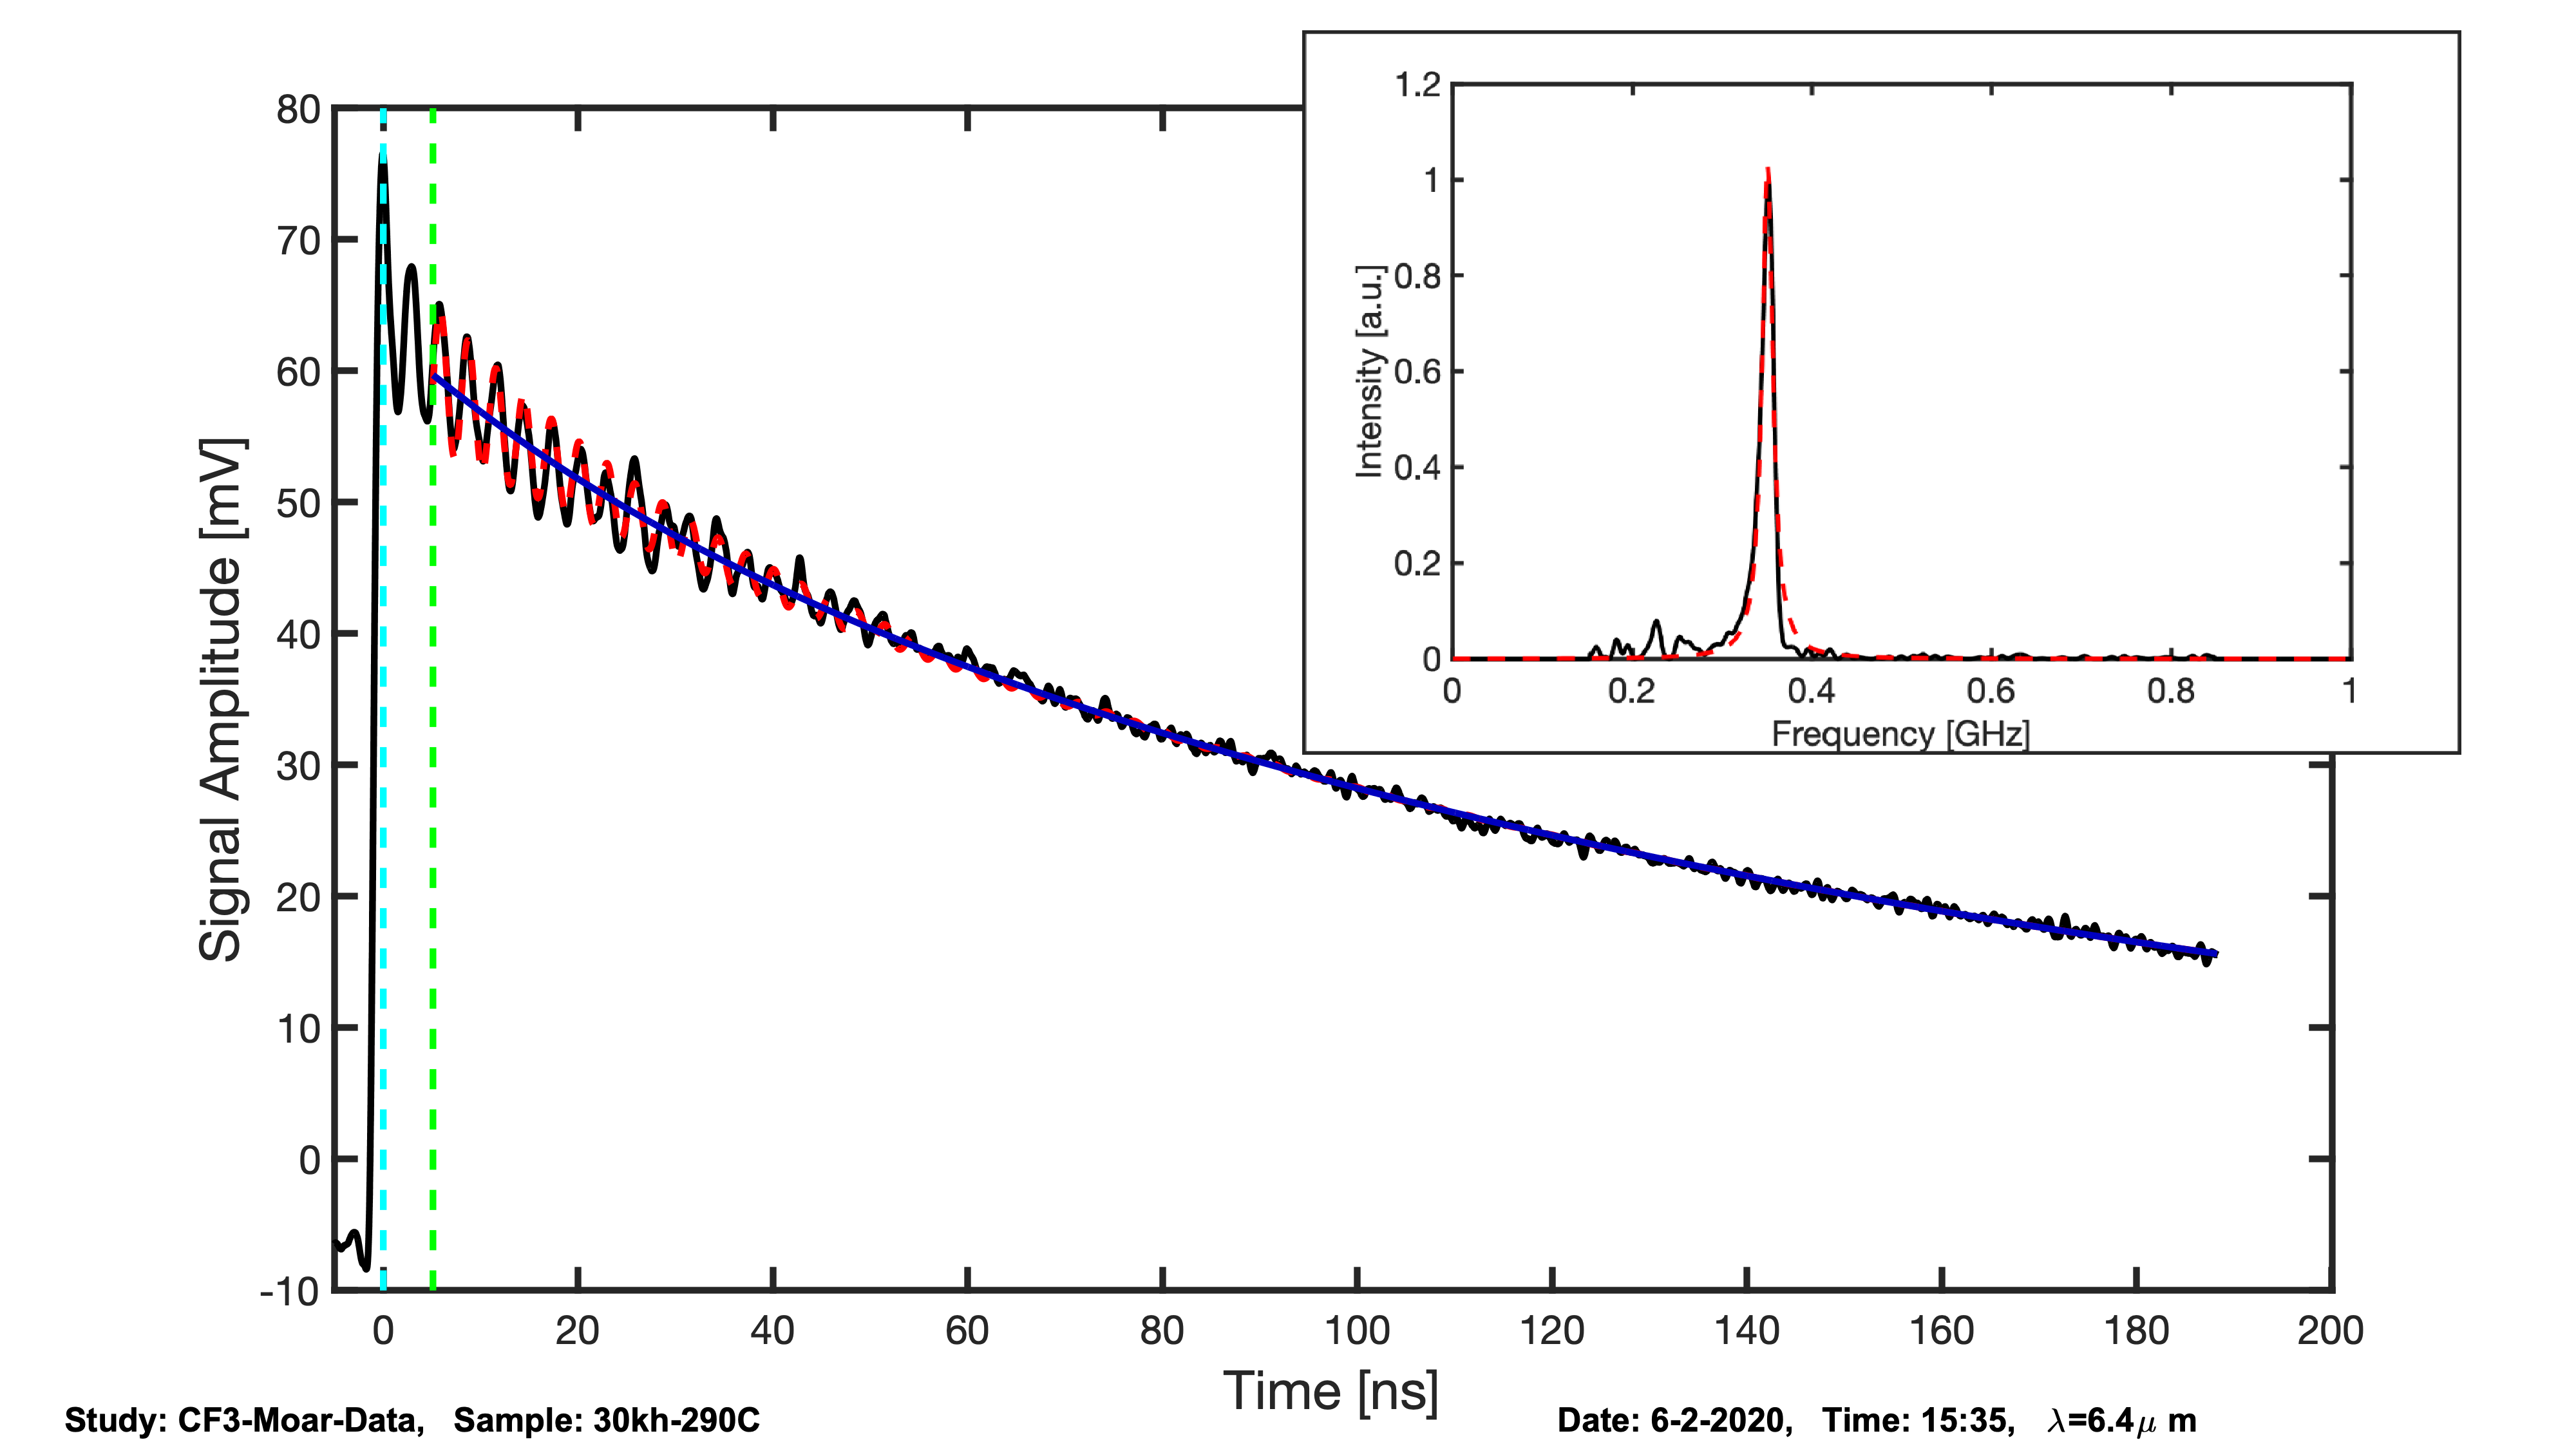 1.2
1
0.8
0.6
0.4
0.2
0
Intensity [a.u.]
0 0.2 0.4 0.6 0.8 1
Frequency [GHz]
80
70
60
50
40
30
20
10
0
-10
Signal Amplitude [mV]
0 20 40 60 80 100 120 140 160 180 200
Time [ns]
Study: CF3-Moar-Data, Sample: 30kh-290C
Date: 6-2-2020, Time: 15:35, λ=6.4μ m